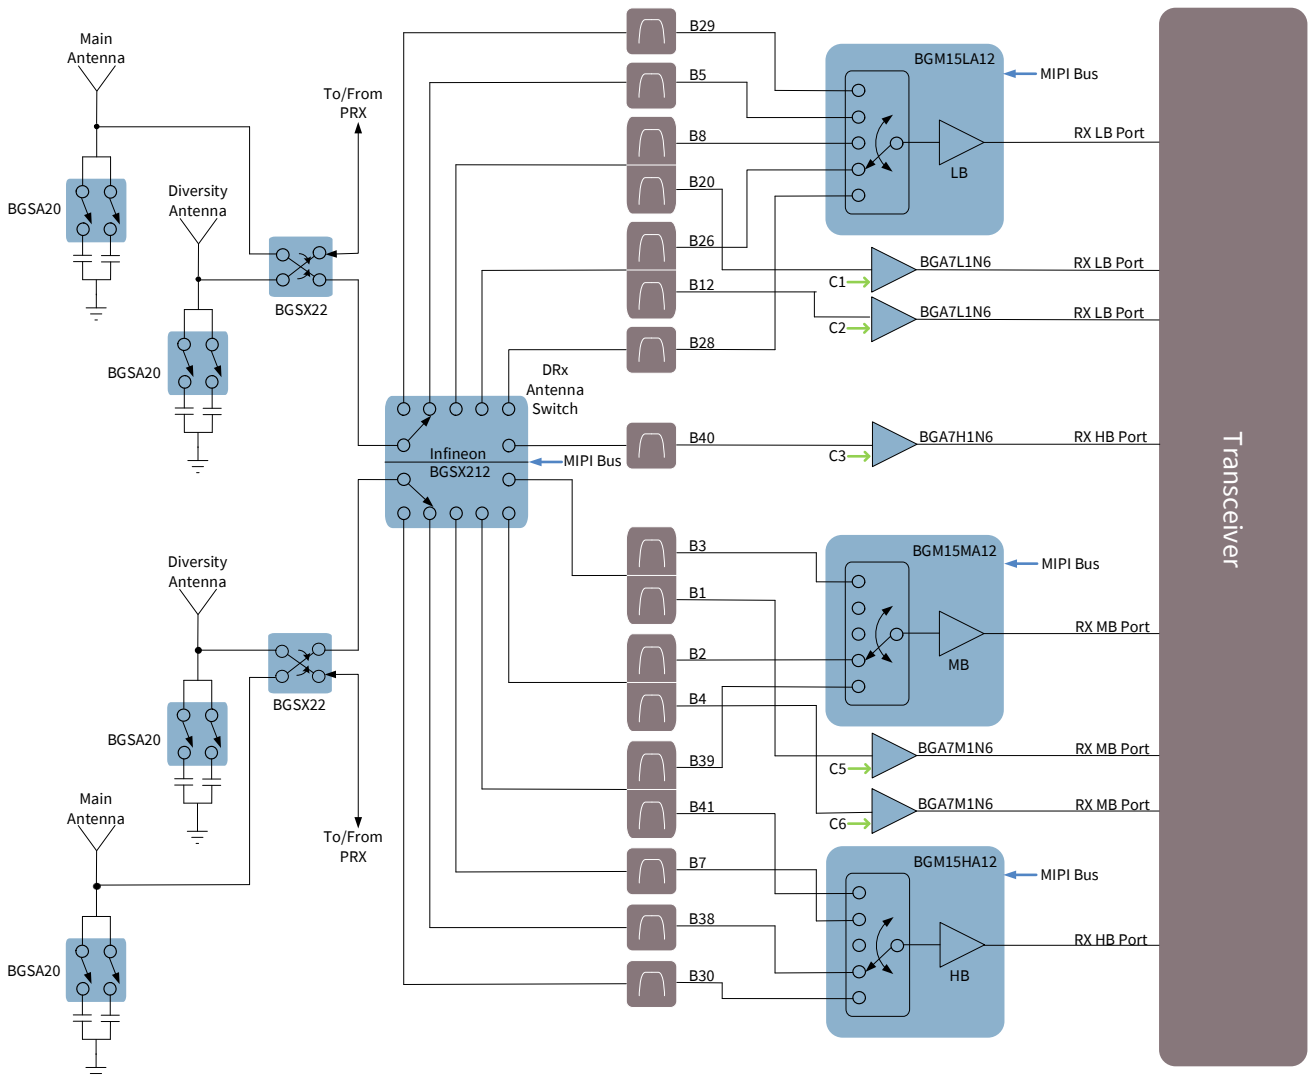 Main
Antenna
BGSA20
Diversity
Antenna
BGSA20
To/From
PRX
BGSX22
DRx
Antenna
Switch
Infineon
BGSX212
MIPI Bus
Diversity
Antenna
BGSA20
BGSX22
To/From
PRX
Main
Antenna
BGSA20
B29
B5
B8
B20
B26
B12
B28
B40
B3
B1
B2
B4
B39
B41
B7
B38
B30
BGM15LA12
MIPI Bus
LB
RX LB Port
C1
BGA7L1N6
RX LB Port
C2
BGA7L1N6
RX LB Port
C3
BGA7H1N6
RX HB Port
BGM15MA12
MIPI Bus
MB
RX MB Port
C5
BGA7M1N6
RX MB Port
C6
BGA7M1N6
RX MB Port
BGM15HA12
MIPI Bus
HB
RX HB Port
Transceiver